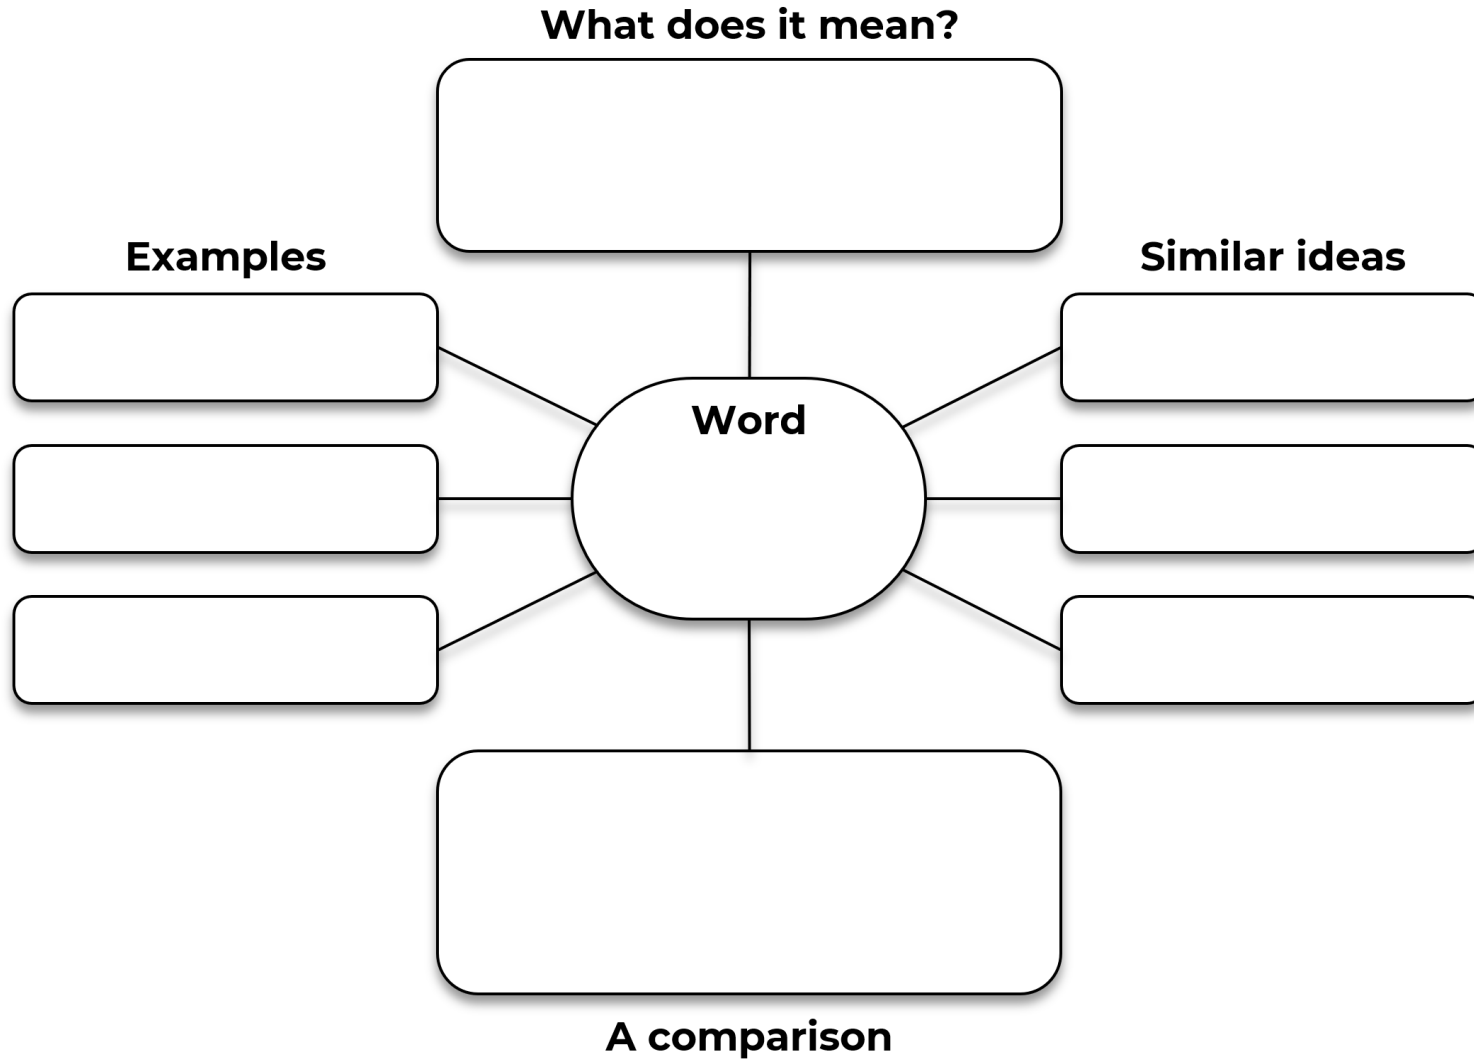 What does it mean?
Examples
Similar ideas
Word
A comparison